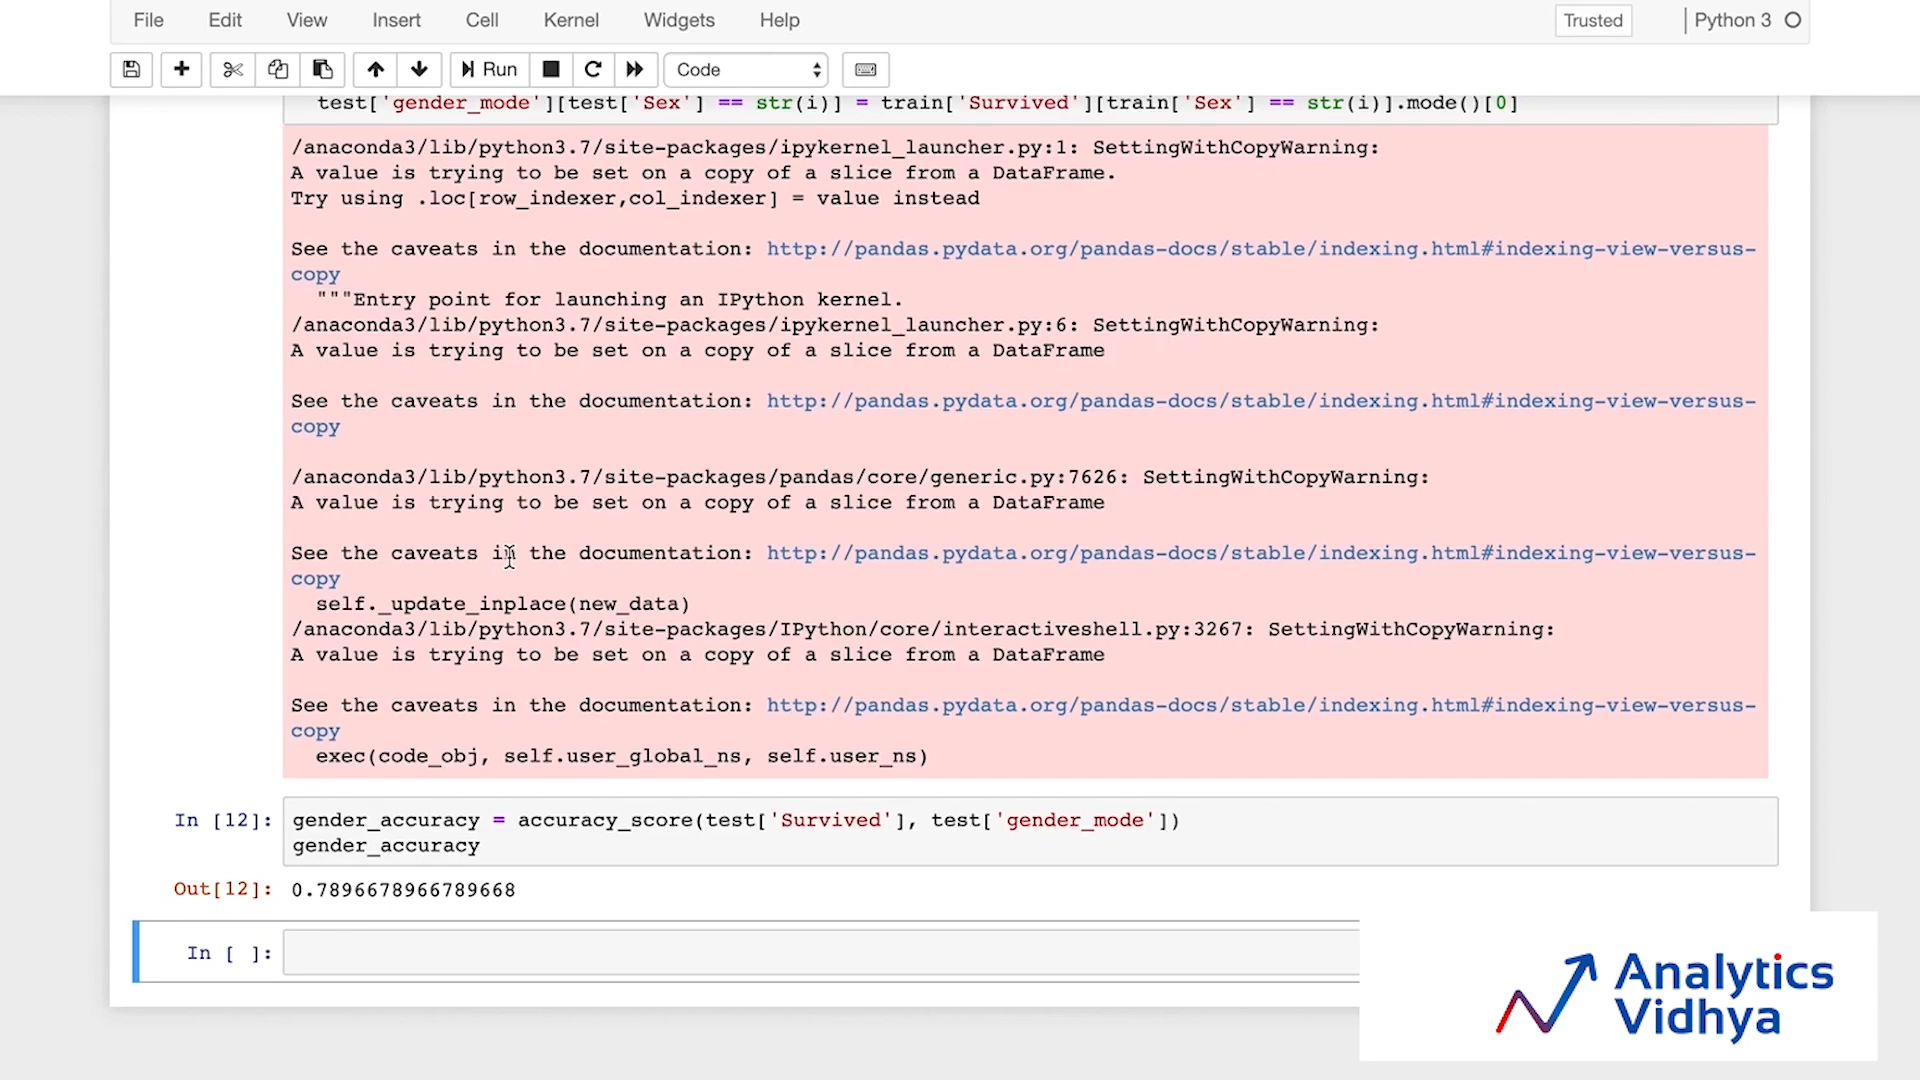 File Edit View Insert Cell Kernel Widgets Help Trusted Python 3
Run Code
test['gender_mode'][test['Sex'] == str(i)] = train['Survived'][train['Sex'] == str(i)].mode()[0]
/anaconda3/lib/python3.7/site-packages/ipykernel_launcher.py:1: SettingWithCopyWarning:
A value is trying to be set on a copy of a slice from a DataFrame.
Try using .loc[row_indexer,col_indexer] = value instead
See the caveats in the documentation: http://pandas.pydata.org/pandas-docs/stable/indexing.html#indexing-view-versus-
copy
"""Entry point for launching an IPython kernel.
/anaconda3/lib/python3.7/site-packages/ipykernel_launcher.py:6: SettingWithCopyWarning:
A value is trying to be set on a copy of a slice from a DataFrame
See the caveats in the documentation: http://pandas.pydata.org/pandas-docs/stable/indexing.html#indexing-view-versus-
copy
/anaconda3/lib/python3.7/site-packages/pandas/core/generic.py:7626: SettingWithCopyWarning:
A value is trying to be set on a copy of a slice from a DataFrame
See the caveats in the documentation: http://pandas.pydata.org/pandas-docs/stable/indexing.html#indexing-view-versus-
copy
self._update_inplace(new_data)
/anaconda3/lib/python3.7/site-packages/IPython/core/interactiveshell.py:3267: SettingWithCopyWarning:
A value is trying to be set on a copy of a slice from a DataFrame
See the caveats in the documentation: http://pandas.pydata.org/pandas-docs/stable/indexing.html#indexing-view-versus-
copy
exec(code_obj, self.user_global_ns, self.user_ns)
In [12]: gender_accuracy = accuracy_score(test['Survived'], test['gender_mode'])
gender_accuracy
Out[12]: 0.7896678966789668
In [ ]:
Analytics
Vidhya